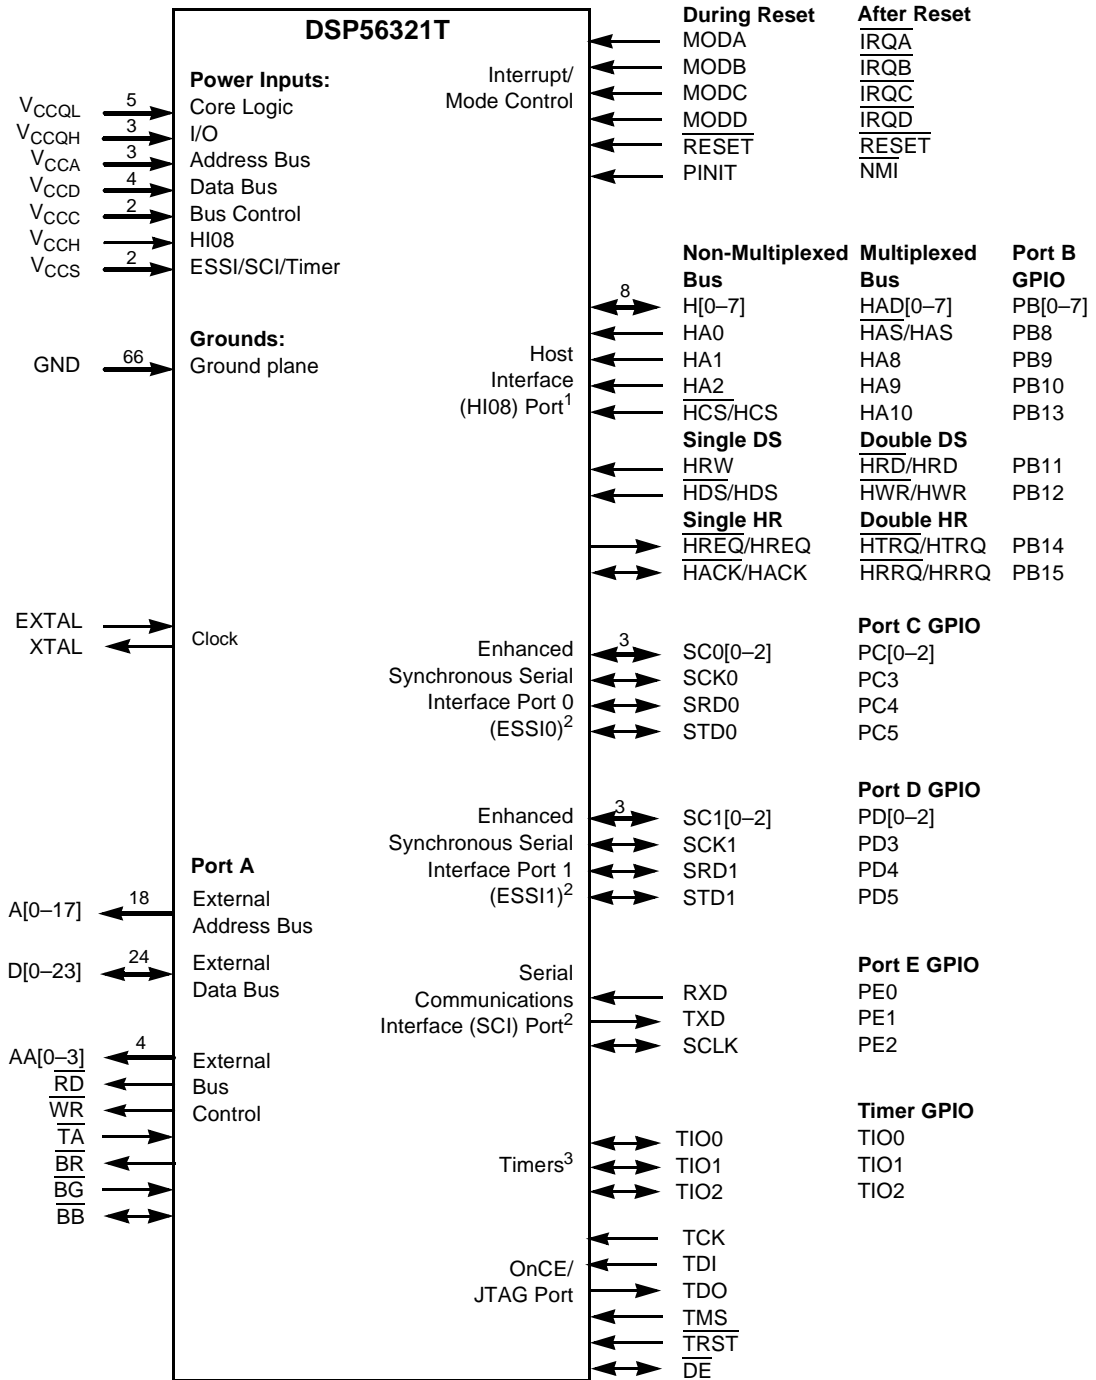 DSP56321T
During Reset After Reset
MODA IRQA
MODB IRQB
MODC IRQC
MODD IRQD
RESET RESET
PINIT NMI
Interrupt/
Mode Control
Power Inputs:
VCCQL 5 Core Logic
VCCQH 3 I/O
VCCA 3 Address Bus
VCCD 4 Data Bus
VCCC 2 Bus Control
VCCH HI08
VCCS 2 ESSI/SCI/Timer
Grounds:
GND 66 Ground plane
Non-Multiplexed Multiplexed Port B
Bus Bus GPIO
8 H[0–7] HAD[0–7] PB[0–7]
HA0 HAS/HAS PB8
HA1 HA8 PB9
HA2 HA9 PB10
HCS/HCS HA10 PB13
Single DS Double DS
HRW HRD/HRD PB11
HDS/HDS HWR/HWR PB12
Single HR Double HR
HREQ/HREQ HTRQ/HTRQ PB14
HACK/HACK HRRQ/HRRQ PB15
Host
Interface
(HI08) Port1
EXTAL
XTAL
Clock
Port C GPIO
3 SC0[0–2] PC[0–2]
SCK0 PC3
SRD0 PC4
STD0 PC5
Enhanced
Synchronous Serial
Interface Port 0
(ESSI0)2
Port D GPIO
3 SC1[0–2] PD[0–2]
SCK1 PD3
SRD1 PD4
STD1 PD5
Enhanced
Synchronous Serial
Interface Port 1
(ESSI1)2
Port A
A[0–17] 18 External
Address Bus
D[0–23] 24 External
Data Bus
Port E GPIO
RXD PE0
TXD PE1
SCLK PE2
Serial
Communications
Interface (SCI) Port2
AA[0–3] 4
RD
WR
TA
BR
BG
BB
External
Bus
Control
Timer GPIO
TIO0 TIO0
TIO1 TIO1
TIO2 TIO2
Timers3
TCK
TDI
TDO
TMS
TRST
DE
OnCE/
JTAG Port